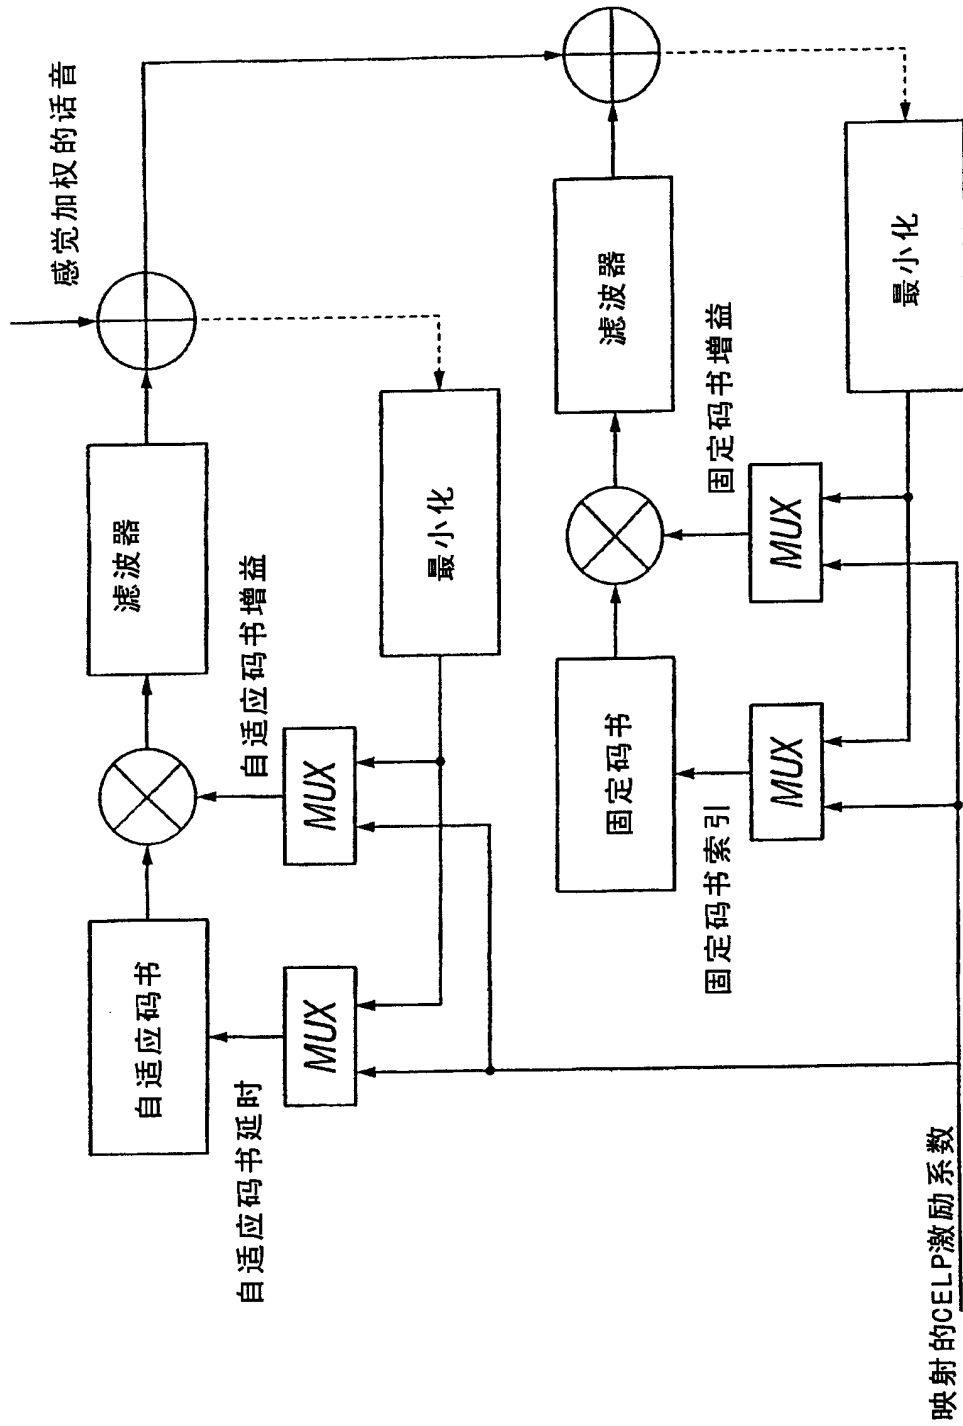 感觉加权的话音
自适应码书
滤波器
自适应码书延时
MUX
自适应码书增益
MUX
最小化
固定码书
滤波器
固定码书索引
MUX
固定码书增益
MUX
最小化
映射的CELP激励系数